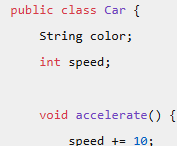 public class Car {
    String color;
    int speed;

    void accelerate() {
        speed += 10;